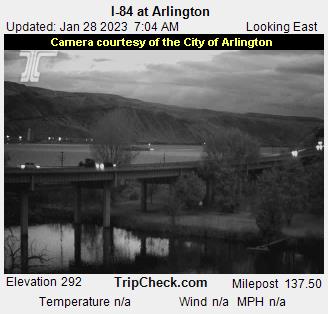 I-84 at Arlington
Updated: Jan 28 2023 7:04 AM Looking East
Camera courtesy of the City of Arlington
Elevation 292 TripCheck.com Milepost 137.50
Temperature n/a Wind n/a MPH n/a